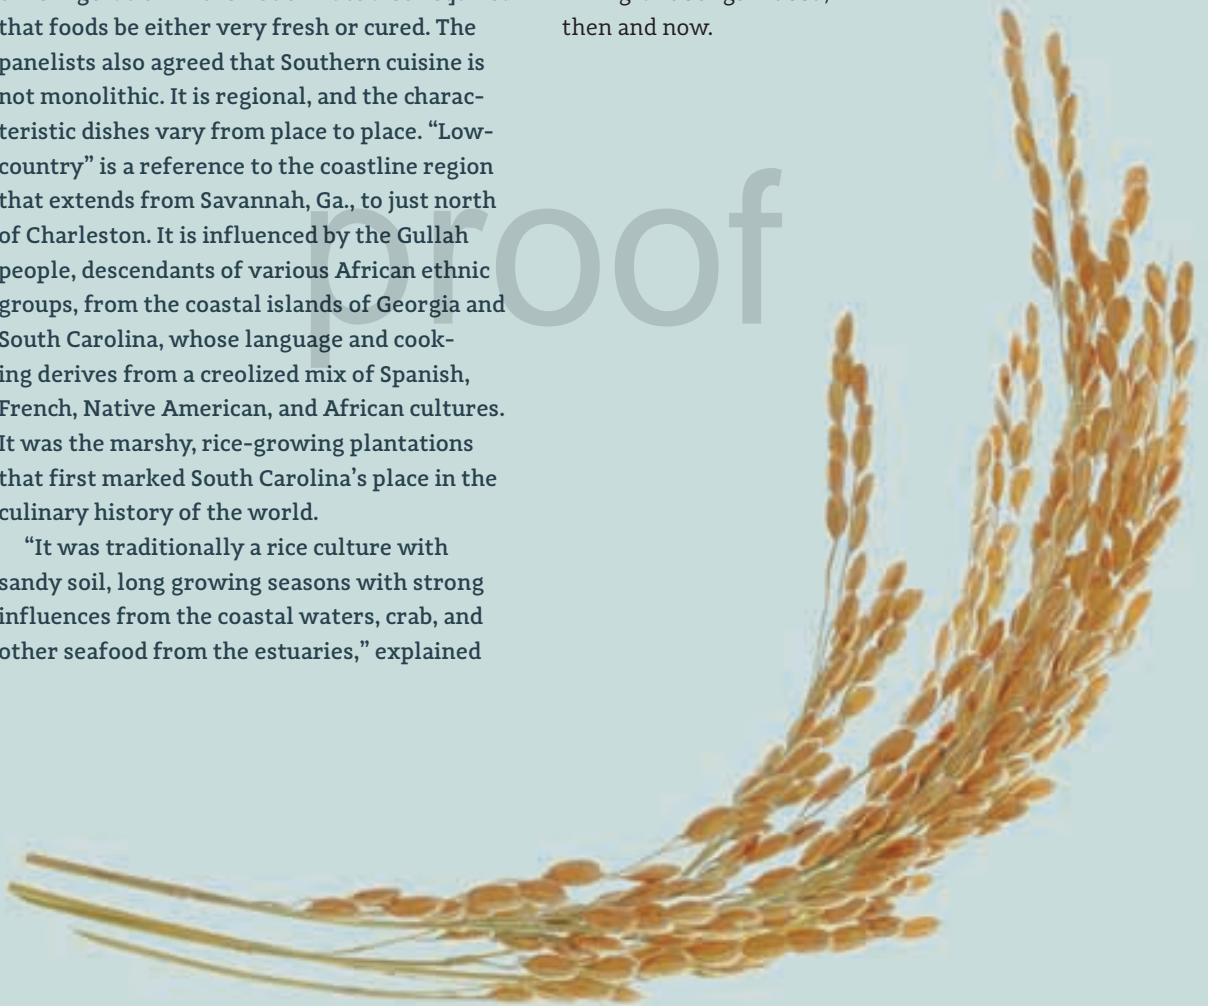 that foods be either very fresh or cured. The
panelists also agreed that Southern cuisine is
not monolithic. It is regional, and the charac-
teristic dishes vary from place to place. “Low-
country” is a reference to the coastline region
that extends from Savannah, Ga., to just north
of Charleston. It is influenced by the Gullah
people, descendants of various African ethnic
groups, from the coastal islands of Georgia and
South Carolina, whose language and cook-
ing derives from a creolized mix of Spanish,
French, Native American, and African cultures.
It was the marshy, rice-growing plantations
that first marked South Carolina’s place in the
culinary history of the world.
“It was traditionally a rice culture with
sandy soil, long growing seasons with strong
influences from the coastal waters, crab, and
other seafood from the estuaries,” explained
then and now.
proof